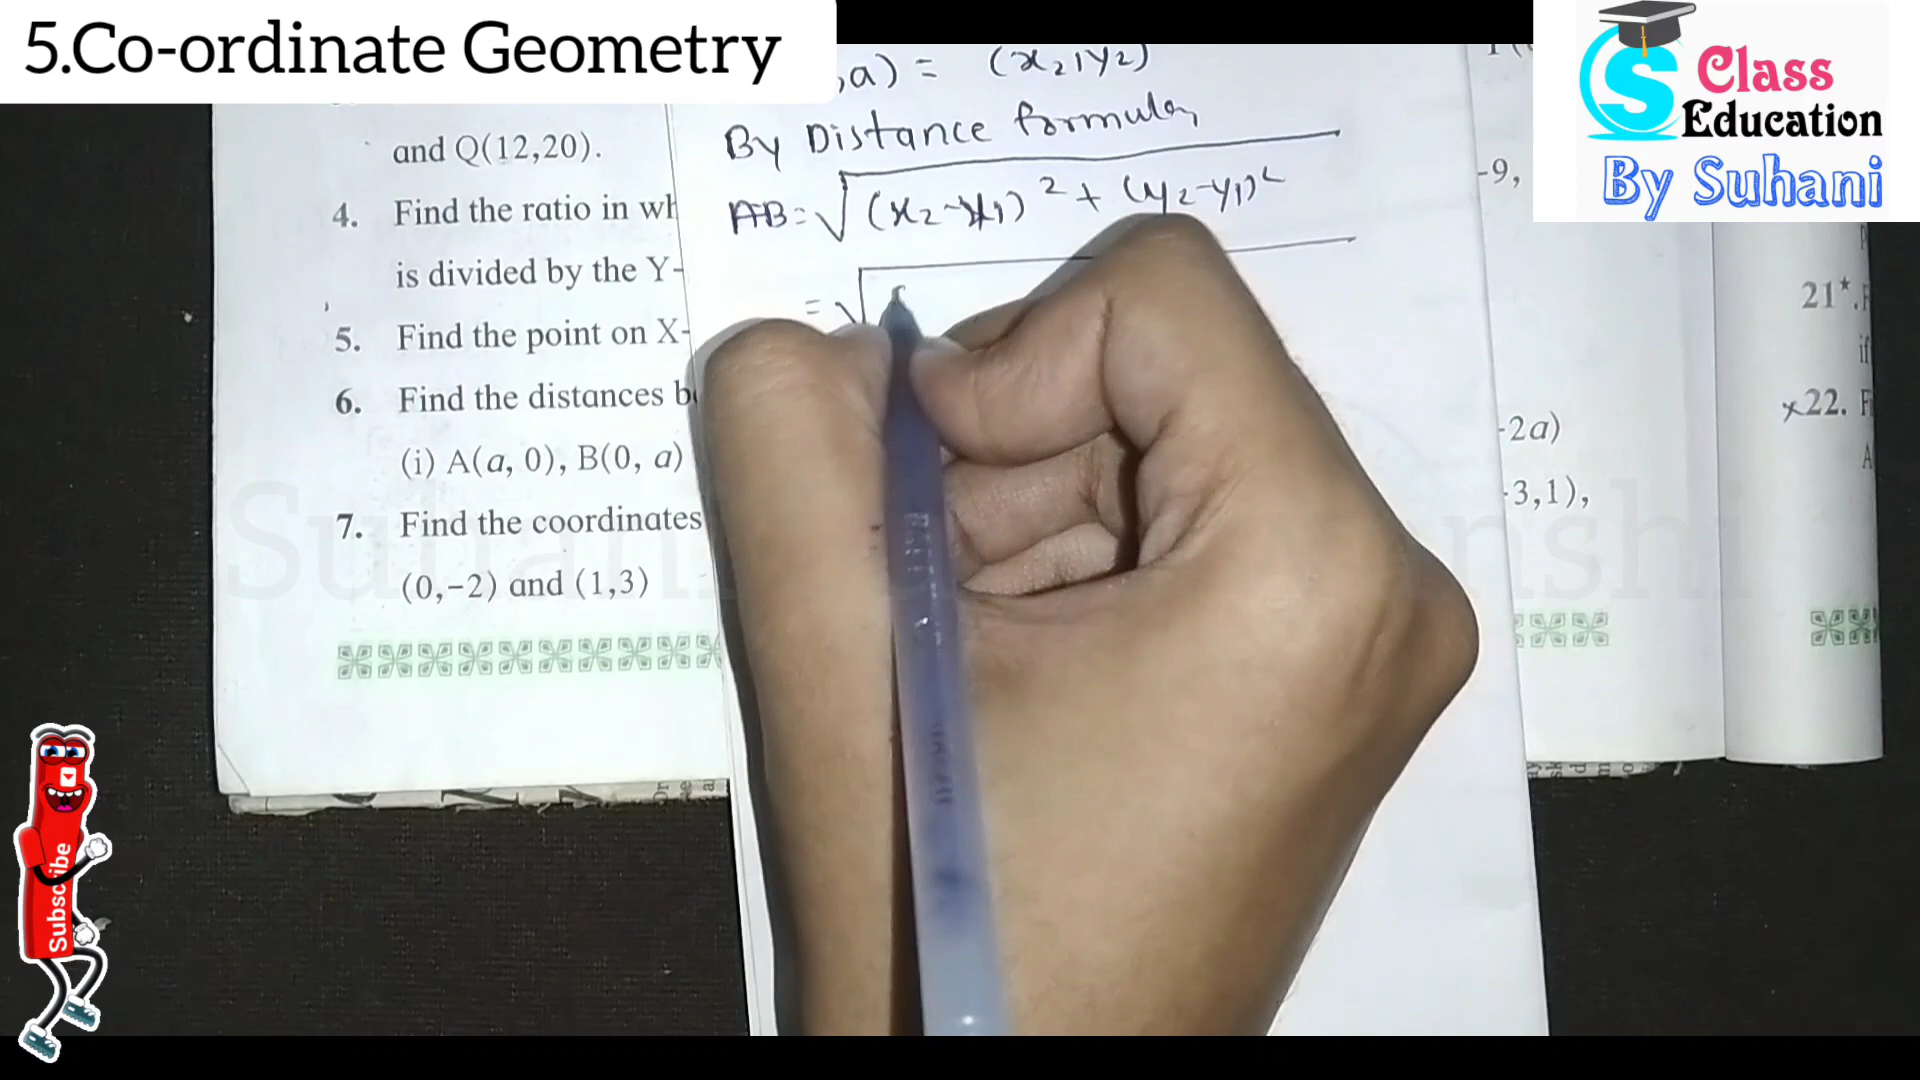 5.Co-ordinate Geometry
and Q(12,20).
4. Find the ratio in
is divided by the Y-
5. Find the point on X-
6. Find the distances
(i) A(a, 0), B(0, a)
7. Find the coordinates
(0,-2) and (1,3)
,a) = (x₂,y₂)
By Distance formula,
AB = √(x₂-x₁)² + (y₂-y₁)²
= √
-9,
-2a)
3,1),
21*.
×22.
S Class
Education
By Suhani
Subscribe